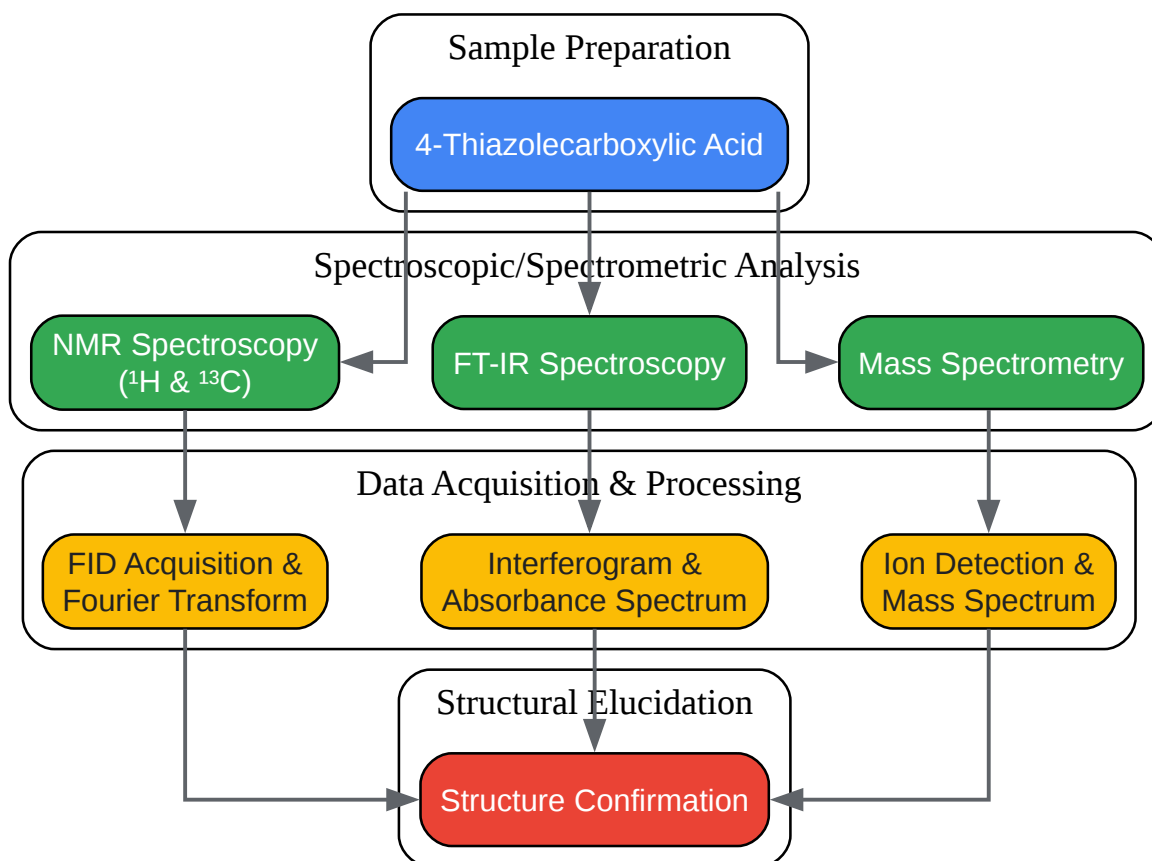 Sample Preparation
4-Thiazolecarboxylic Acid
Spectroscopic/Spectrometric Analysis
NMR Spectroscopy
(¹H & ¹³C)
FT-IR Spectroscopy
Mass Spectrometry
Data Acquisition & Processing
FID Acquisition &
Fourier Transform
Interferogram &
Absorbance Spectrum
Ion Detection &
Mass Spectrum
Structural Elucidation
Structure Confirmation